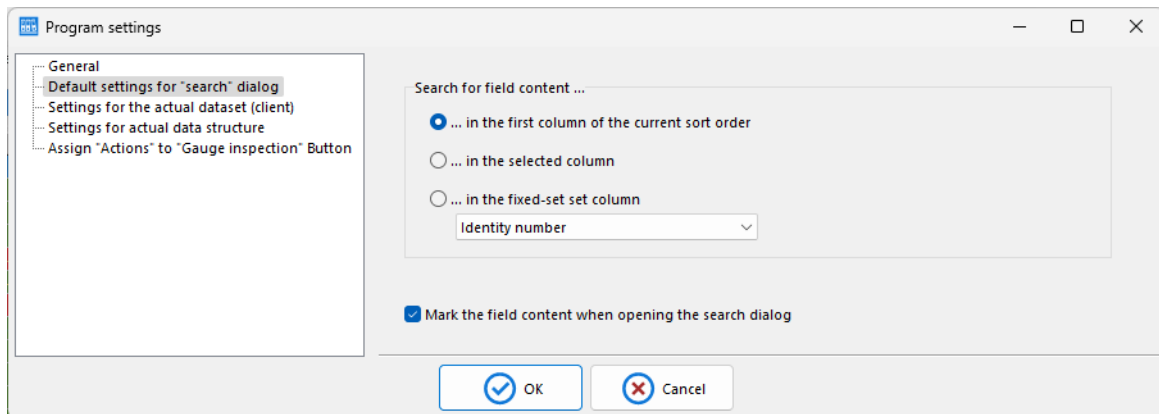 Program settings
General
Default settings for "search" dialog
Settings for the actual dataset (client)
Settings for actual data structure
Assign "Actions" to "Gauge inspection" Button
Search for field content ...
... in the first column of the current sort order
... in the selected column
... in the fixed-set set column
Identity number
Mark the field content when opening the search dialog
OK
Cancel